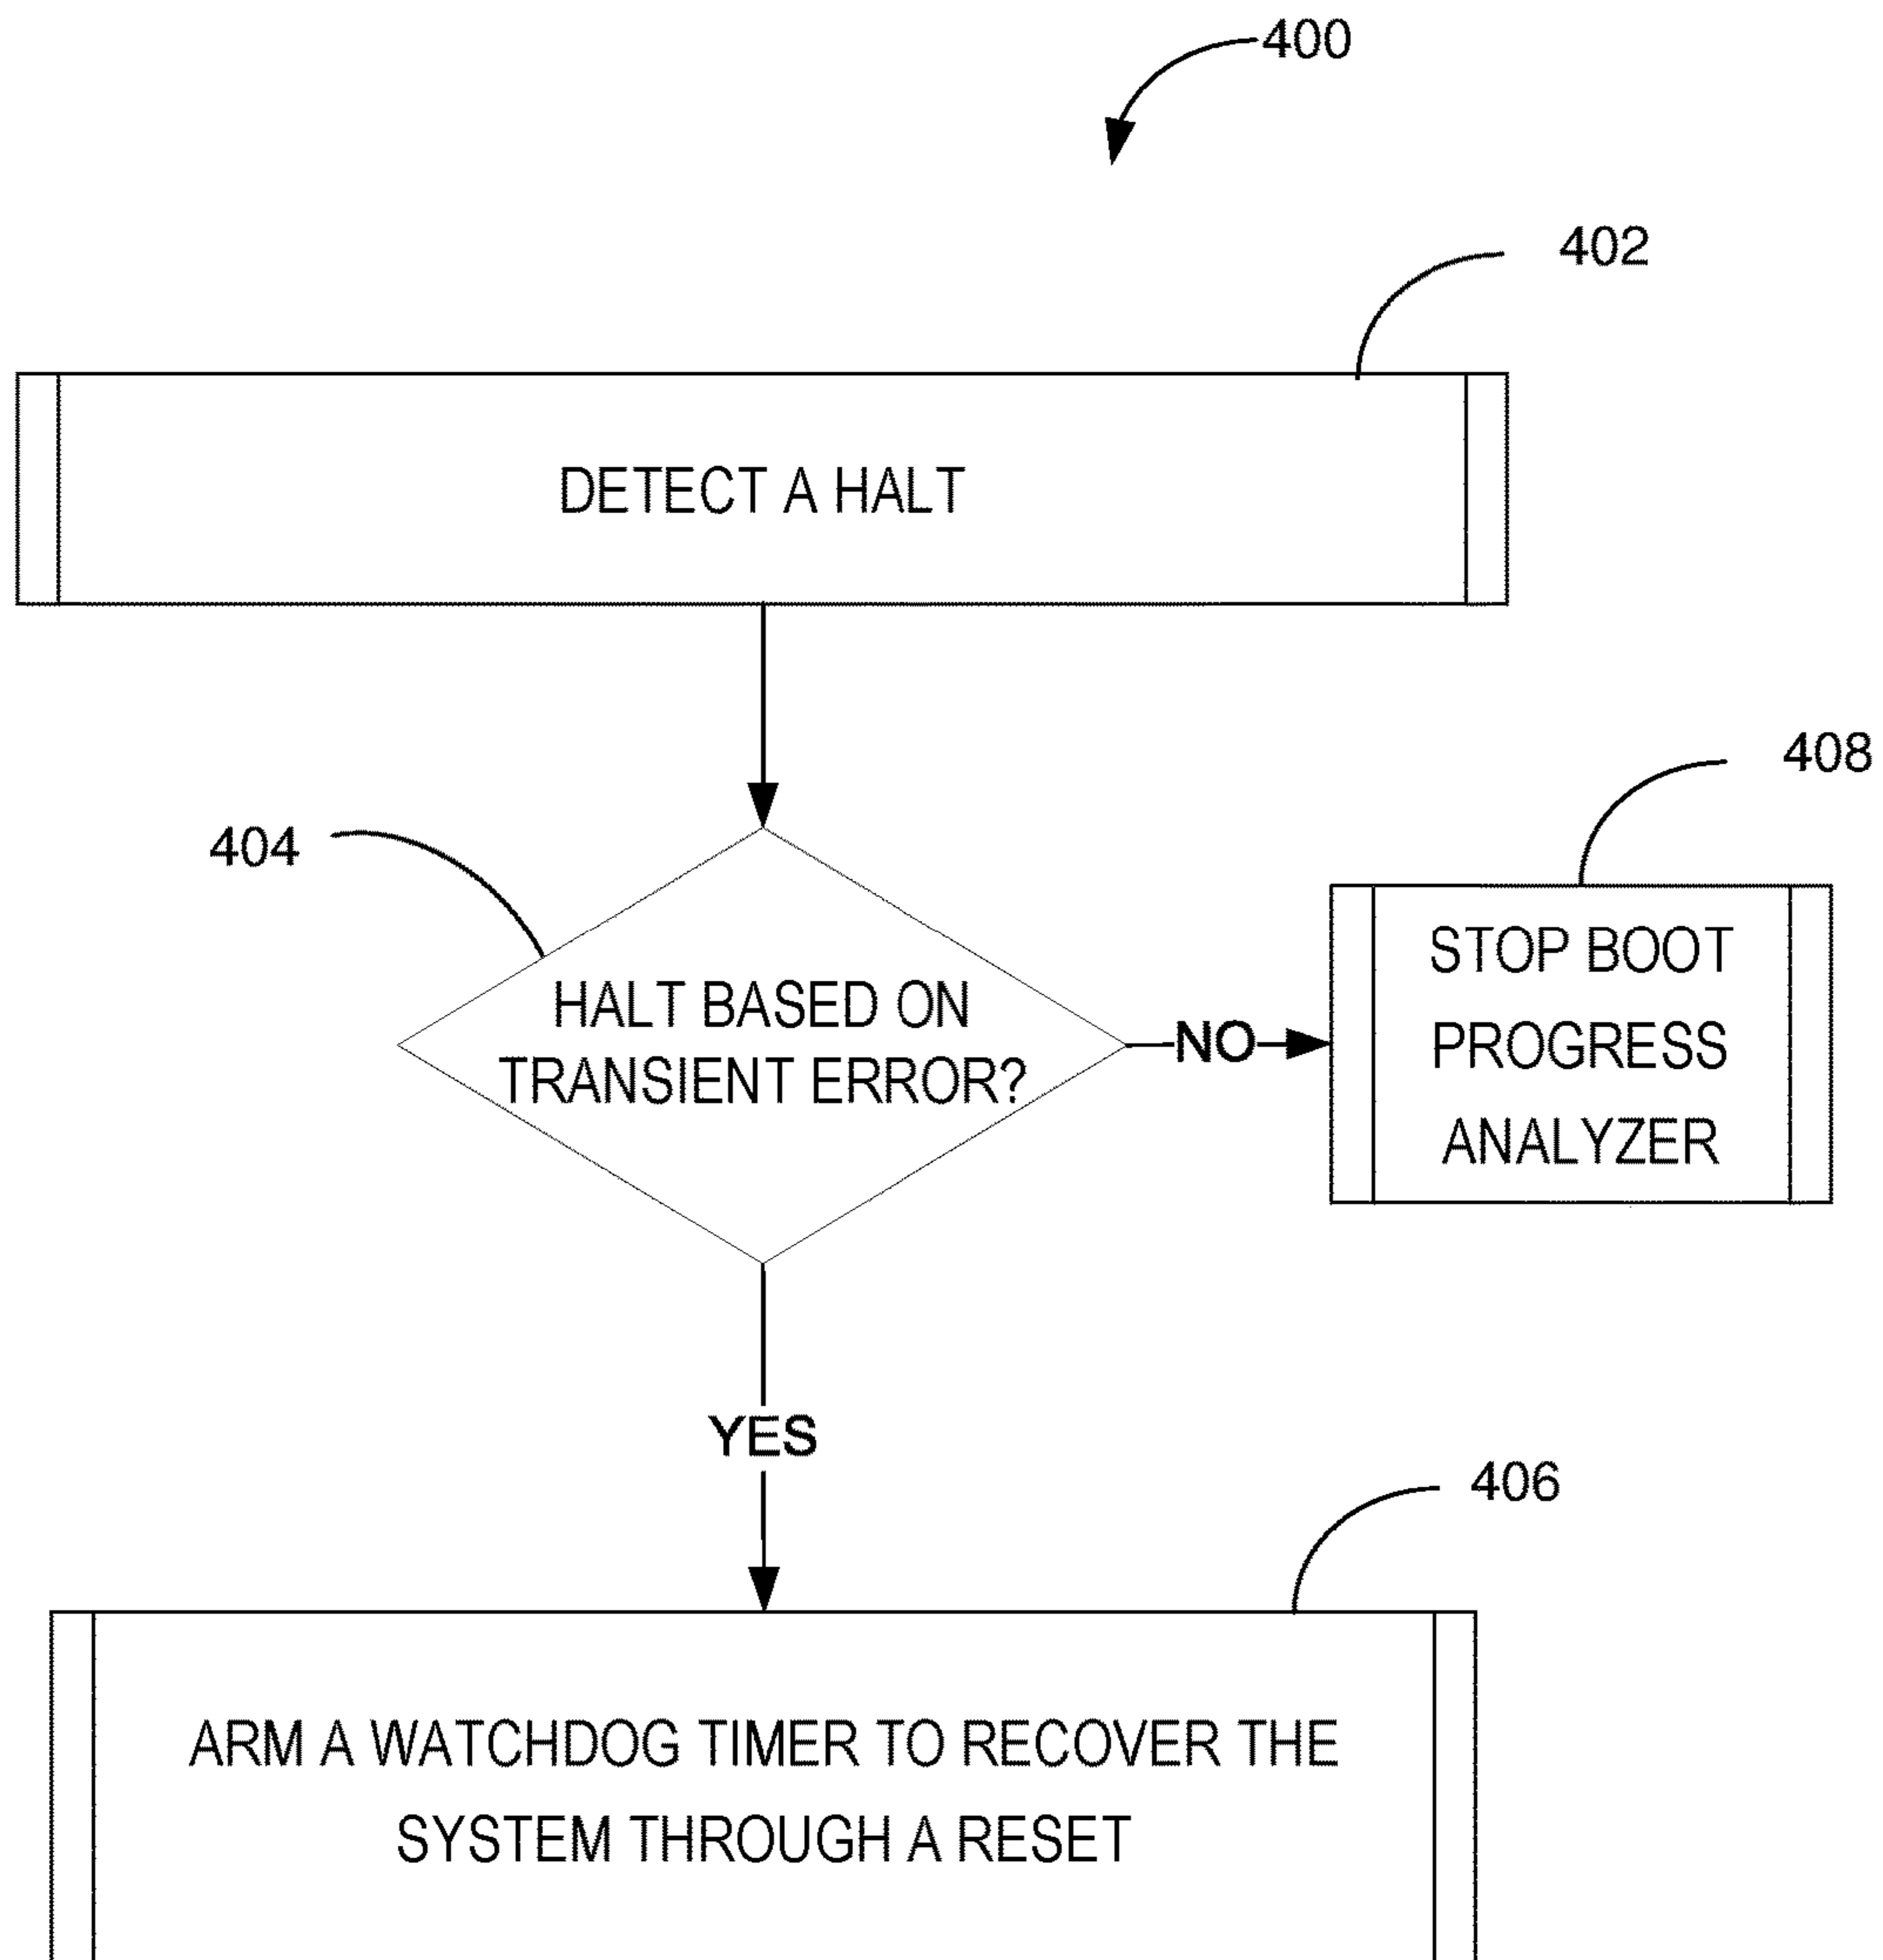 400
402
DETECT A HALT
404
408
HALT BASED ON
TRANSIENT ERROR?
NO
STOP BOOT
PROGRESS
ANALYZER
YES
406
ARM A WATCHDOG TIMER TO RECOVER THE
SYSTEM THROUGH A RESET